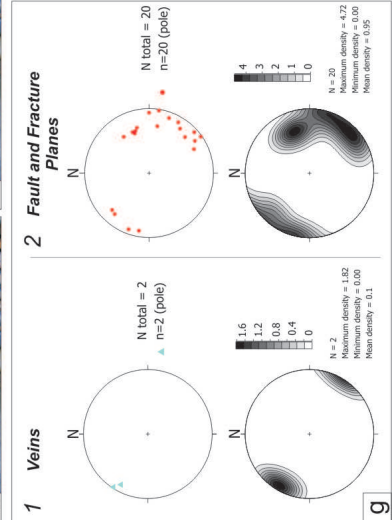 1 Veins
N
N total = 2
n=2 (pole)
N
1.6
1.2
0.8
0.4
0
N = 2
Maximum density = 1.82
Minimum density = 0.00
Mean density = 0.1
2 Fault and Fracture
Planes
N
N total = 20
n=20 (pole)
N
4
3
2
1
0
N = 20
Maximum density = 4.72
Minimum density = 0.00
Mean density = 0.95
g